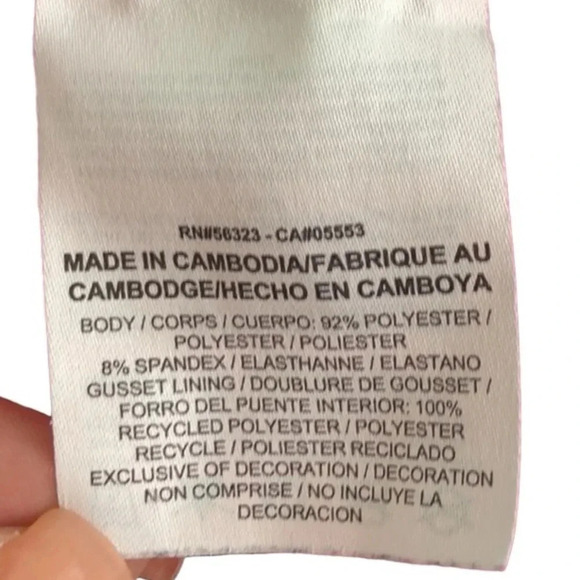 RN#56323 - CA#05553
MADE IN CAMBODIA/FABRIQUE AU
CAMBODGE/HECHO EN CAMBOYA
BODY / CORPS / CUERPO: 92% POLYESTER /
POLYESTER / POLIESTER
8% SPANDEX / ELASTHANNE / ELASTANO
GUSSET LINING / DOUBLURE DE GOUSSET /
FORRO DEL PUENTE INTERIOR: 100%
RECYCLED POLYESTER / POLYESTER
RECYCLE / POLIESTER RECICLADO
EXCLUSIVE OF DECORATION / DECORATION
NON COMPRISE / NO INCLUYE LA
DECORACION